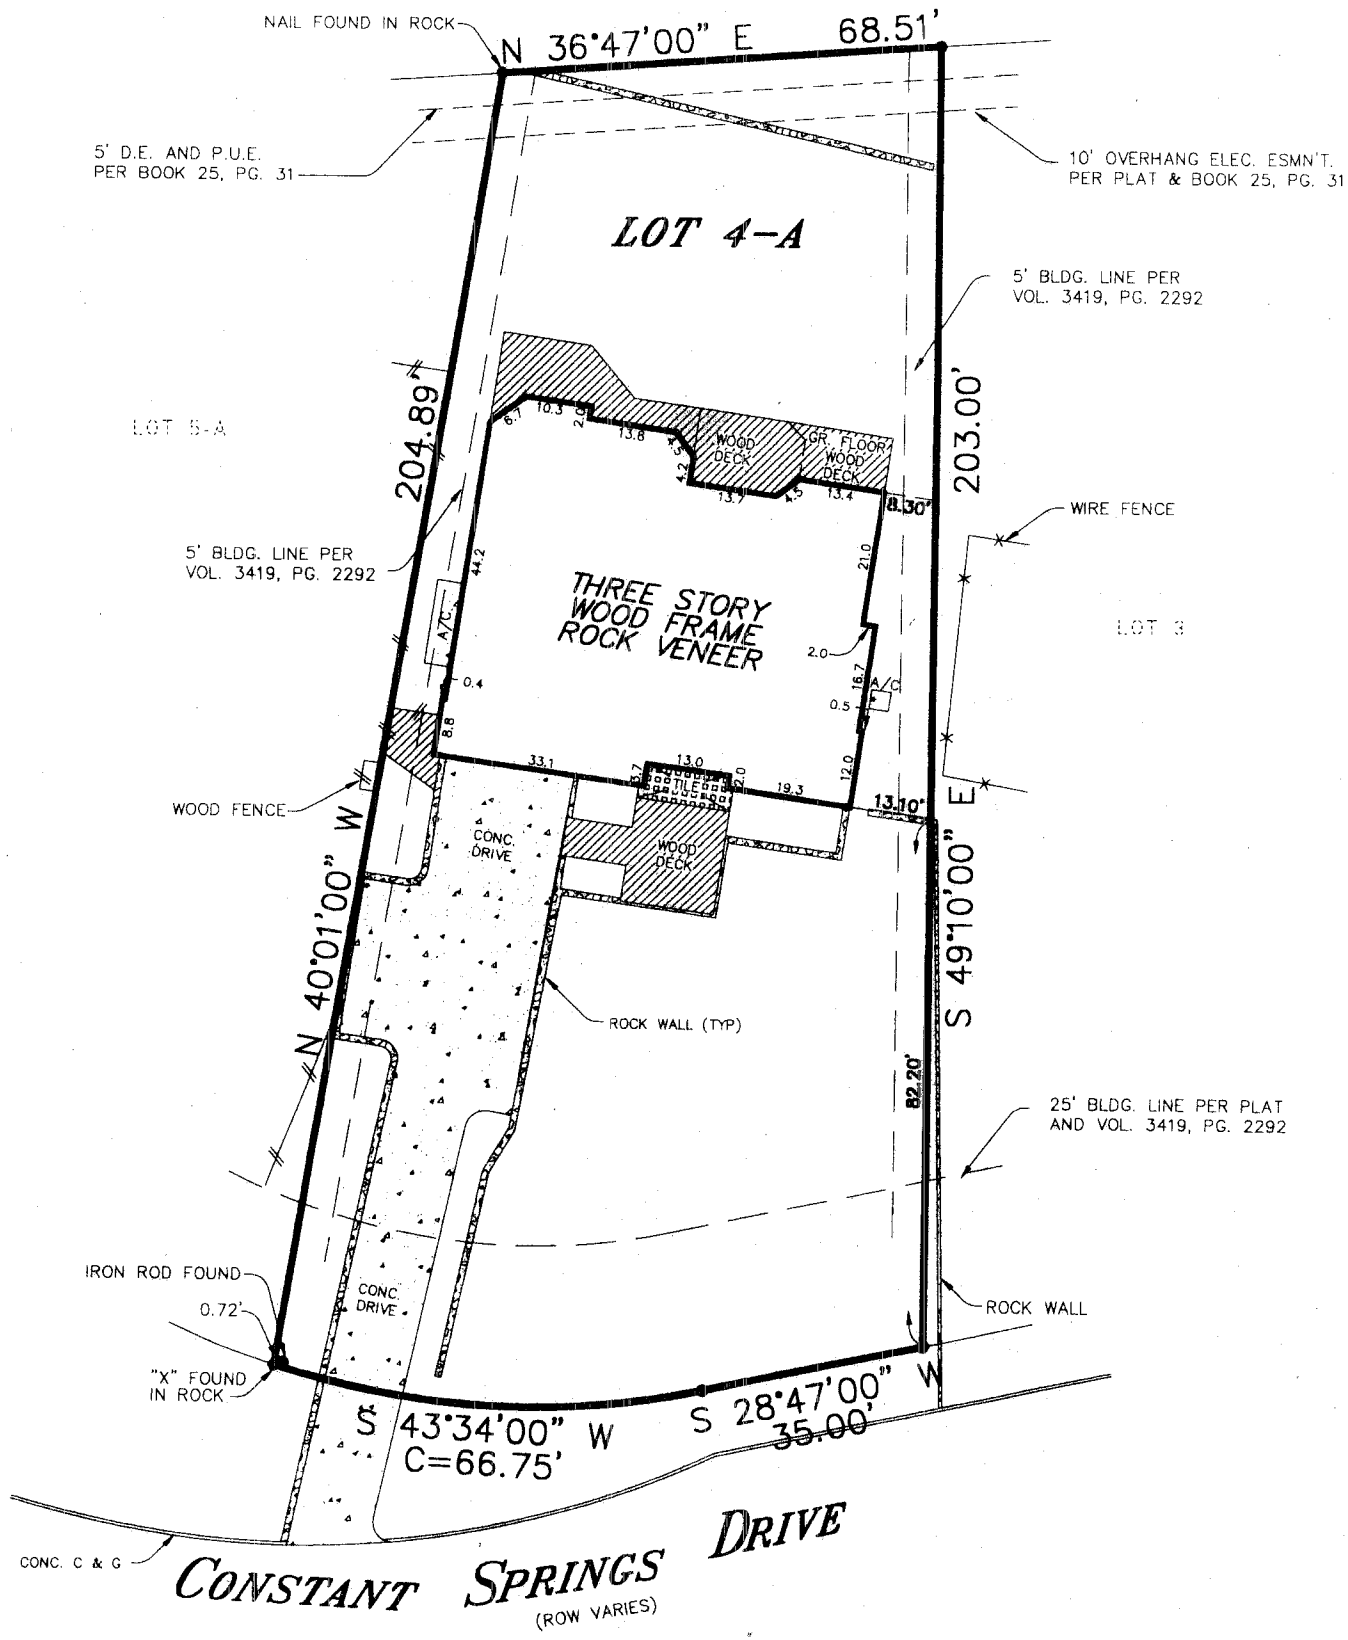 NAIL FOUND IN ROCK
N 36°47'00" E 68.51'
5' D.E. AND P.U.E.
PER BOOK 25, PG. 31
10' OVERHANG ELEC. ESMN'T.
PER PLAT & BOOK 25, PG. 31
LOT 4-A
5' BLDG. LINE PER
VOL. 3419, PG. 2292
204.89'
203.00'
LOT 5-A
6.1
10.3
2.0
13.8
4.5
4.2
WOOD
DECK
GR. FLOOR
WOOD
DECK
13.7
4.5
13.4
8.30'
WIRE FENCE
5' BLDG. LINE PER
VOL. 3419, PG. 2292
44.2
21.0
THREE STORY
WOOD FRAME
ROCK VENEER
A/C
LOT 3
2.0
0.4
16.7
A/C
0.5
8.8
33.1
3.7
13.0
2.0
TILE
19.3
12.0
13.10'
WOOD FENCE
CONC.
DRIVE
WOOD
DECK
N 40°01'00" W
S 49°10'00" E
ROCK WALL (TYP)
82.20'
25' BLDG. LINE PER PLAT
AND VOL. 3419, PG. 2292
IRON ROD FOUND
0.72'
CONC.
DRIVE
ROCK WALL
"X" FOUND
IN ROCK
S 43°34'00" W
C=66.75'
S 28°47'00" W
35.00'
CONC. C & G
CONSTANT SPRINGS DRIVE
(ROW VARIES)